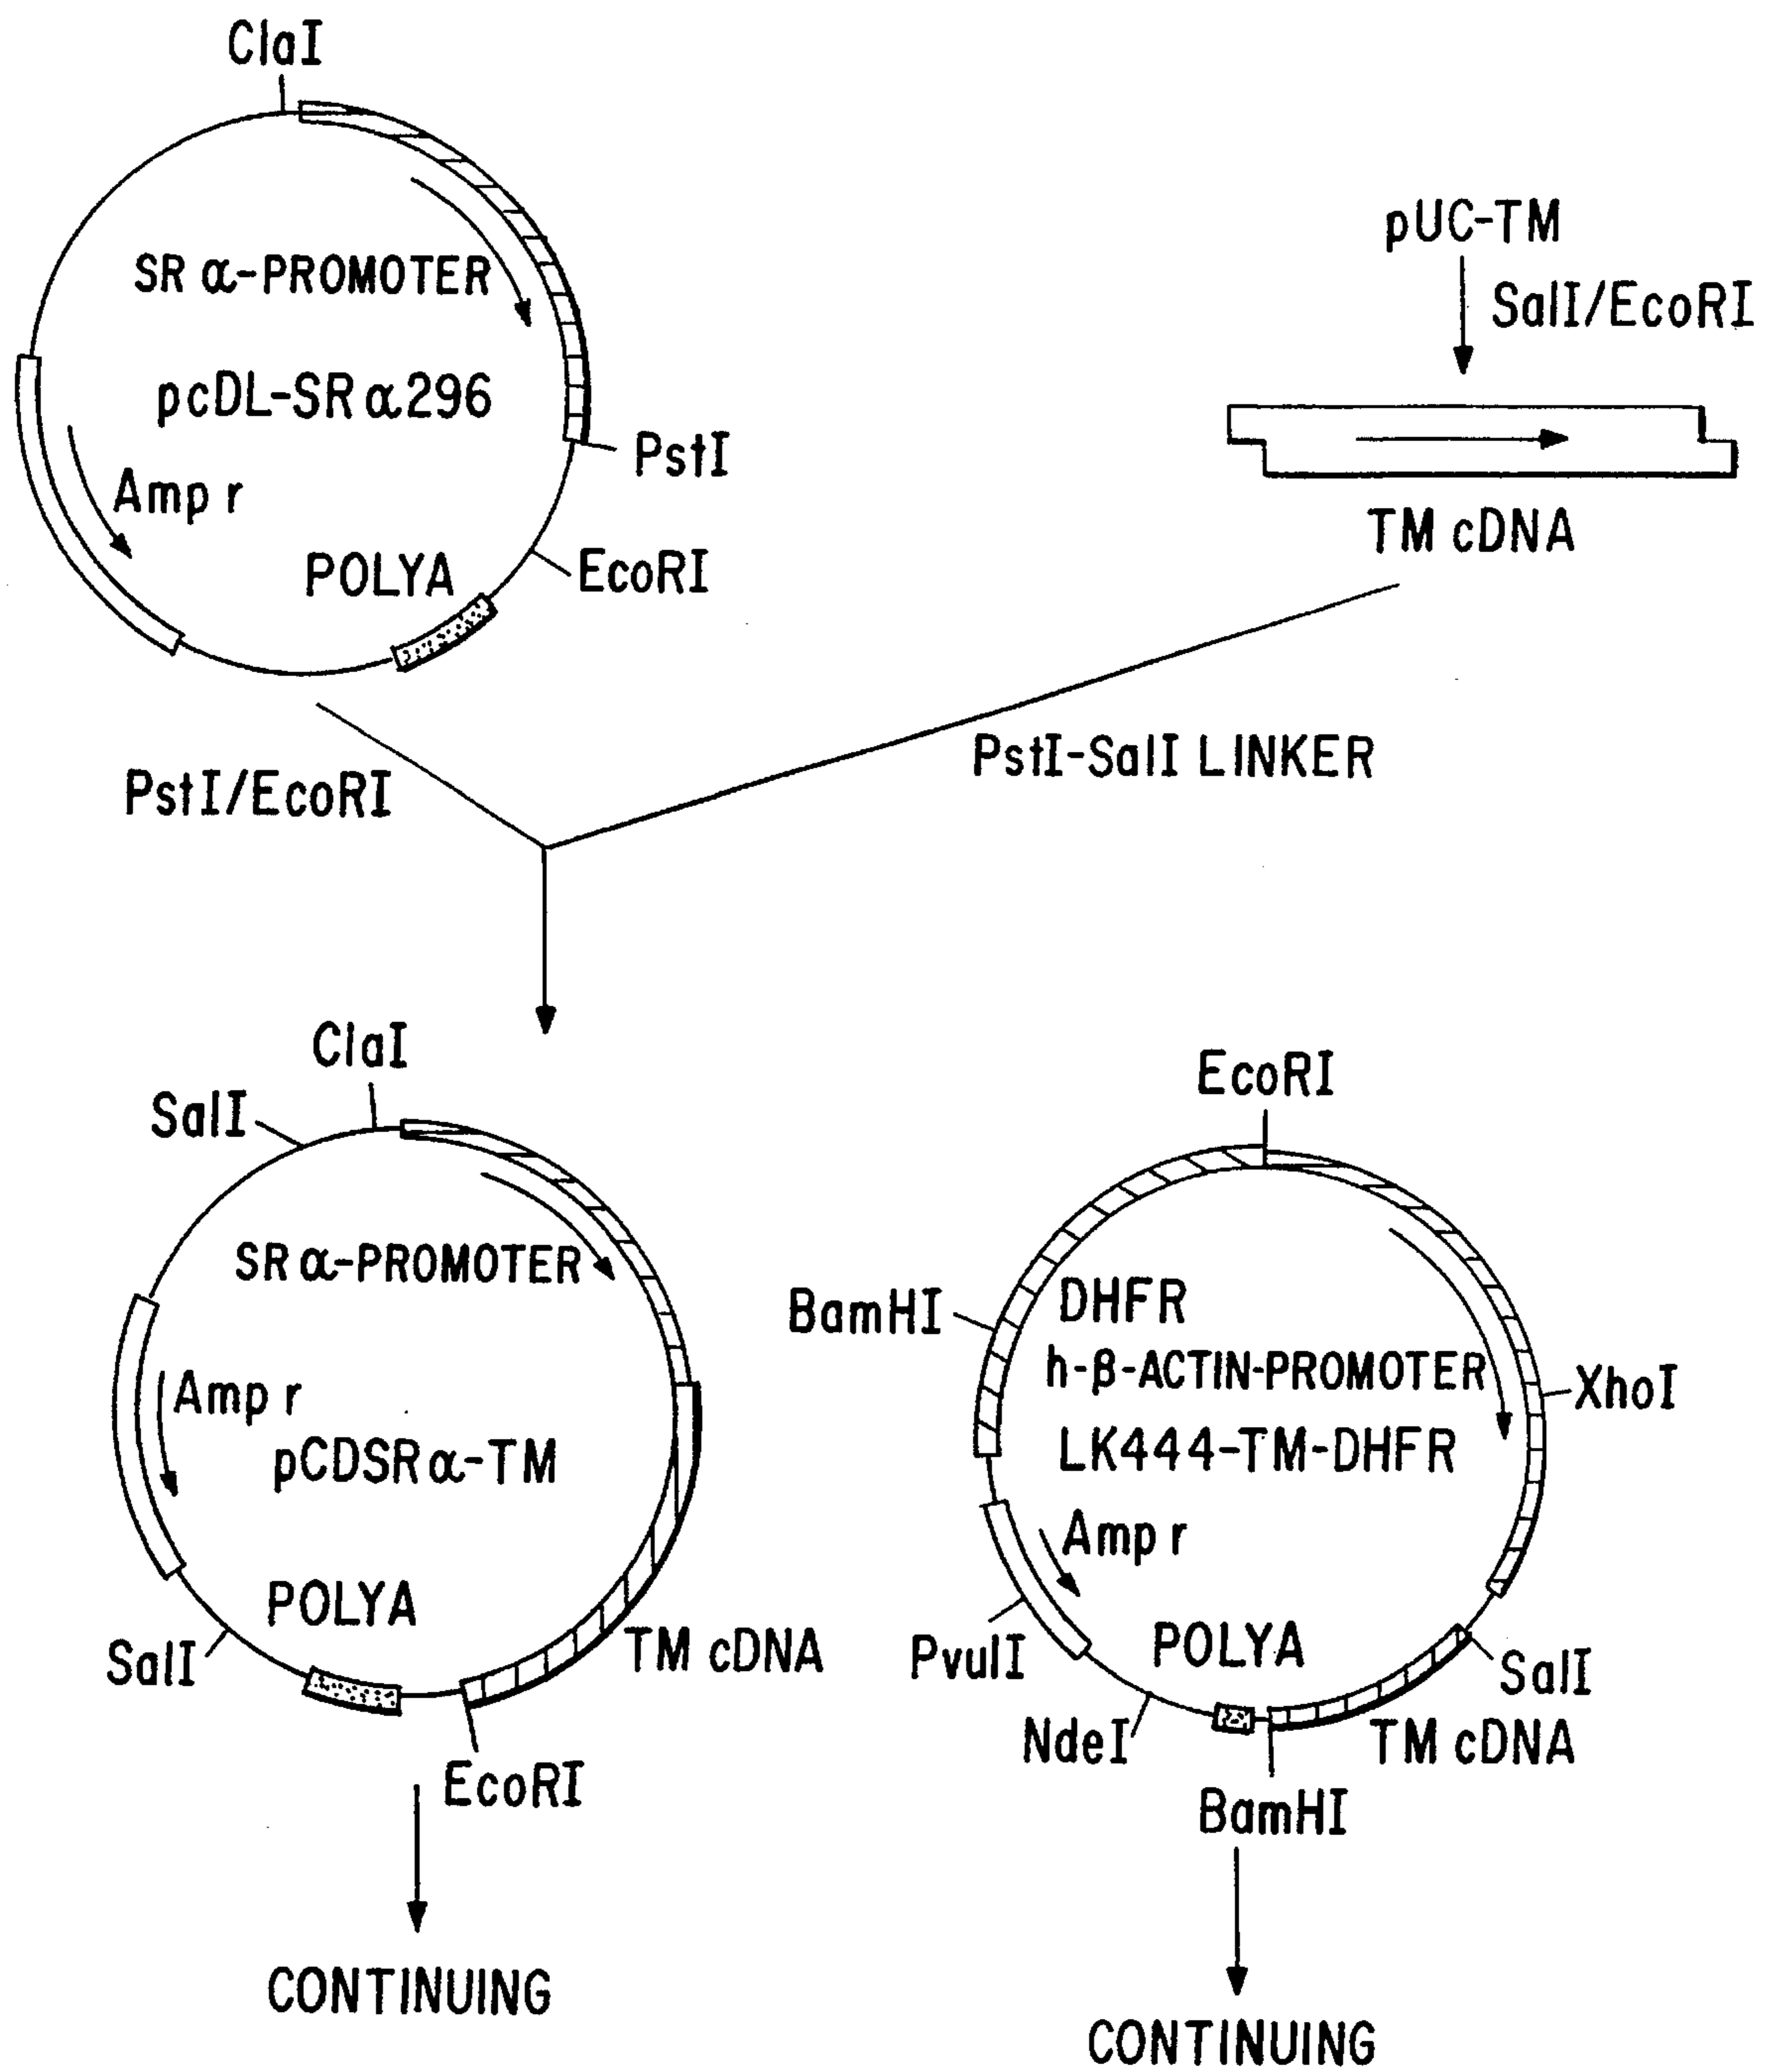 ClaI
SR α-PROMOTER
pcDL-SRα296
PstI
Amp r
POLYA
EcoRI
pUC-TM
SalI/EcoRI
TM cDNA
PstI/EcoRI
PstI-SalI LINKER
ClaI
SalI
SRα-PROMOTER
Amp r
pCDSRα-TM
POLYA
SalI
TM cDNA
EcoRI
CONTINUING
EcoRI
BamHI
DHFR
h-β-ACTIN-PROMOTER
XhoI
LK444-TM-DHFR
Amp r
PvuII
POLYA
SalI
NdeI
TM cDNA
BamHI
CONTINUING